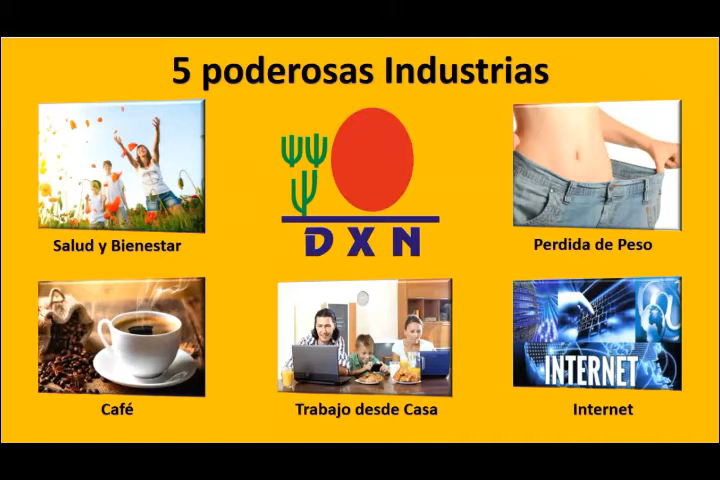 5 poderosas Industrias
DXN
Salud y Bienestar
Perdida de Peso
INTERNET
Café
Trabajo desde Casa
Internet